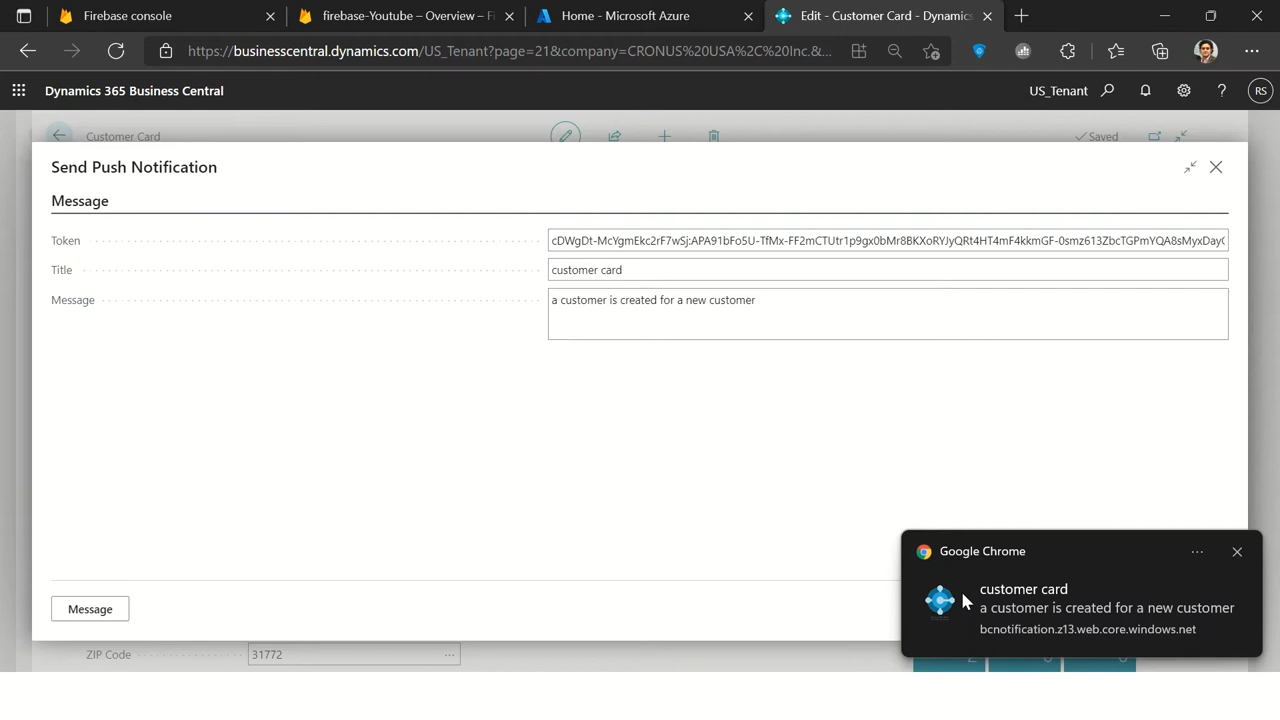 Firebase console
firebase-Youtube – Overview – Fi
Home - Microsoft Azure
Edit - Customer Card - Dynamics
https://businesscentral.dynamics.com/US_Tenant?page=21&company=CRONUS%20USA%2C%20Inc.&...
Dynamics 365 Business Central
US_Tenant
RS
Customer Card
Saved
Send Push Notification
Message
Token
cDWgDt-McYgmEkc2rF7wSj:APA91bFo5U-TfMx-FF2mCTUtr1p9gx0bMr8BKXoRYJyQRt4HT4mF4kkmGF-0smz613ZbcTGPmYQA8sMyxDay
Title
customer card
Message
a customer is created for a new customer
Google Chrome
customer card
a customer is created for a new customer
bcnotification.z13.web.core.windows.net
Message
ZIP Code
31772